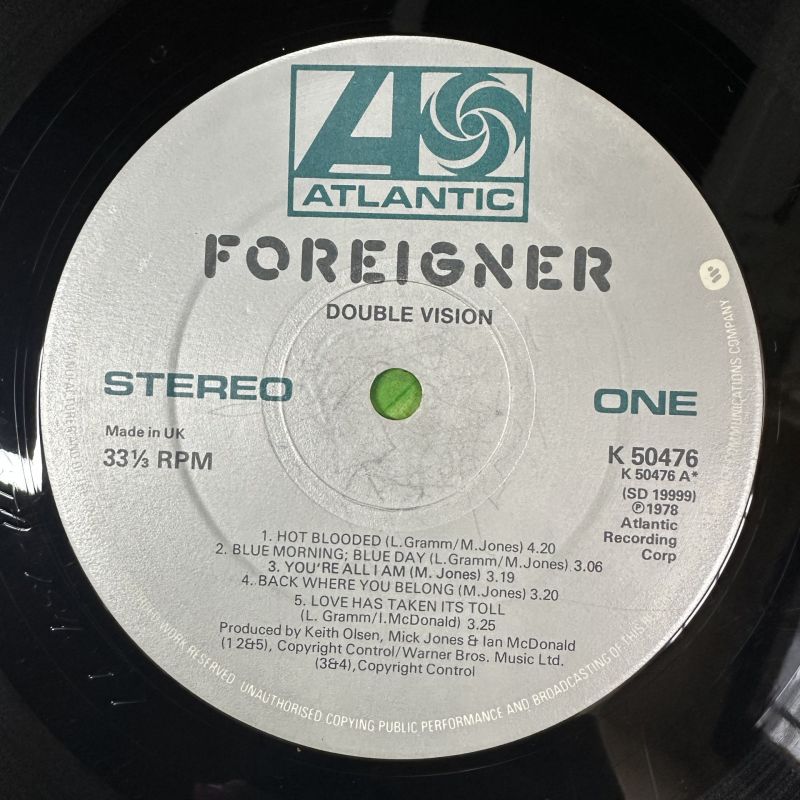 ATLANTIC
FOREIGNER
DOUBLE VISION
STEREO
ONE
Made in UK
33⅓ RPM
K 50476
K 50476 A*
(SD 19999)
℗1978
Atlantic
Recording
Corp
1. HOT BLOODED (L.Gramm/M.Jones) 4.20
2. BLUE MORNING; BLUE DAY (L.Gramm/M.Jones) 3.06
3. YOU'RE ALL I AM (M. Jones) 3.19
4. BACK WHERE YOU BELONG (M.Jones) 3.20
5. LOVE HAS TAKEN ITS TOLL
(L. Gramm/I.McDonald) 3.25
Produced by Keith Olsen, Mick Jones & Ian McDonald
(1 2&5), Copyright Control/Warner Bros. Music Ltd.
(3&4), Copyright Control
WORK RESERVED UNAUTHORISED COPYING PUBLIC PERFORMANCE AND BROADCASTING OF THIS
COMMUNICATIONS COMPANY